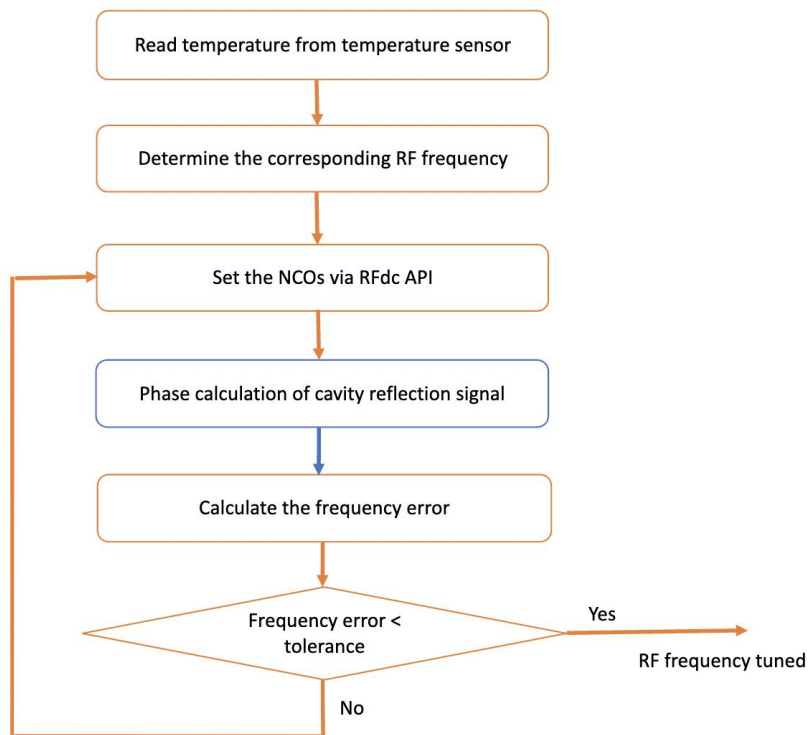 Read temperature from temperature sensor
Determine the corresponding RF frequency
Set the NCOs via RFdc API
Phase calculation of cavity reflection signal
Calculate the frequency error
Frequency error <
tolerance
Yes
RF frequency tuned
No